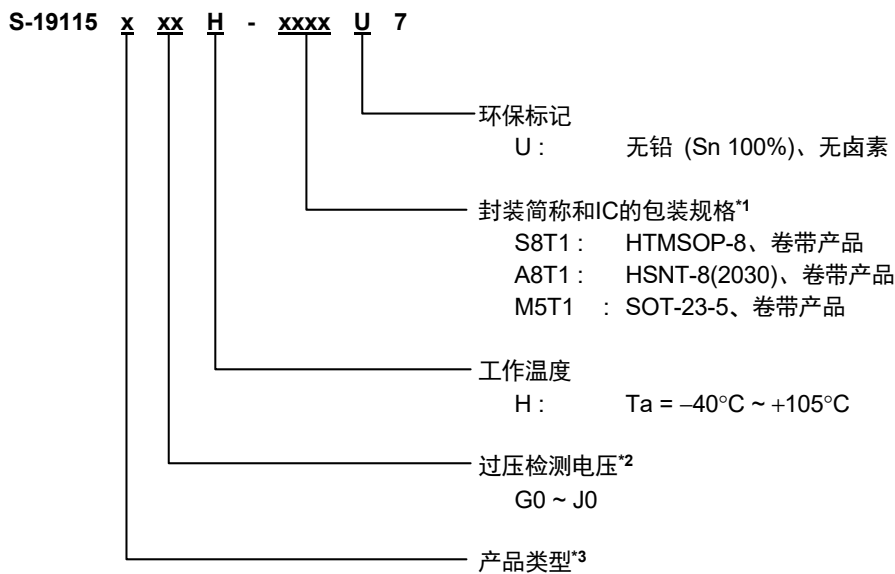 S-19115 x xx H - xxxx U 7
环保标记
U : 无铅 (Sn 100%)、无卤素
封装简称和IC的包装规格*1
S8T1 : HTMSOP-8、卷带产品
A8T1 : HSNT-8(2030)、卷带产品
M5T1 : SOT-23-5、卷带产品
工作温度
H : Ta = −40°C ~ +105°C
过压检测电压*2
G0 ~ J0
产品类型*3